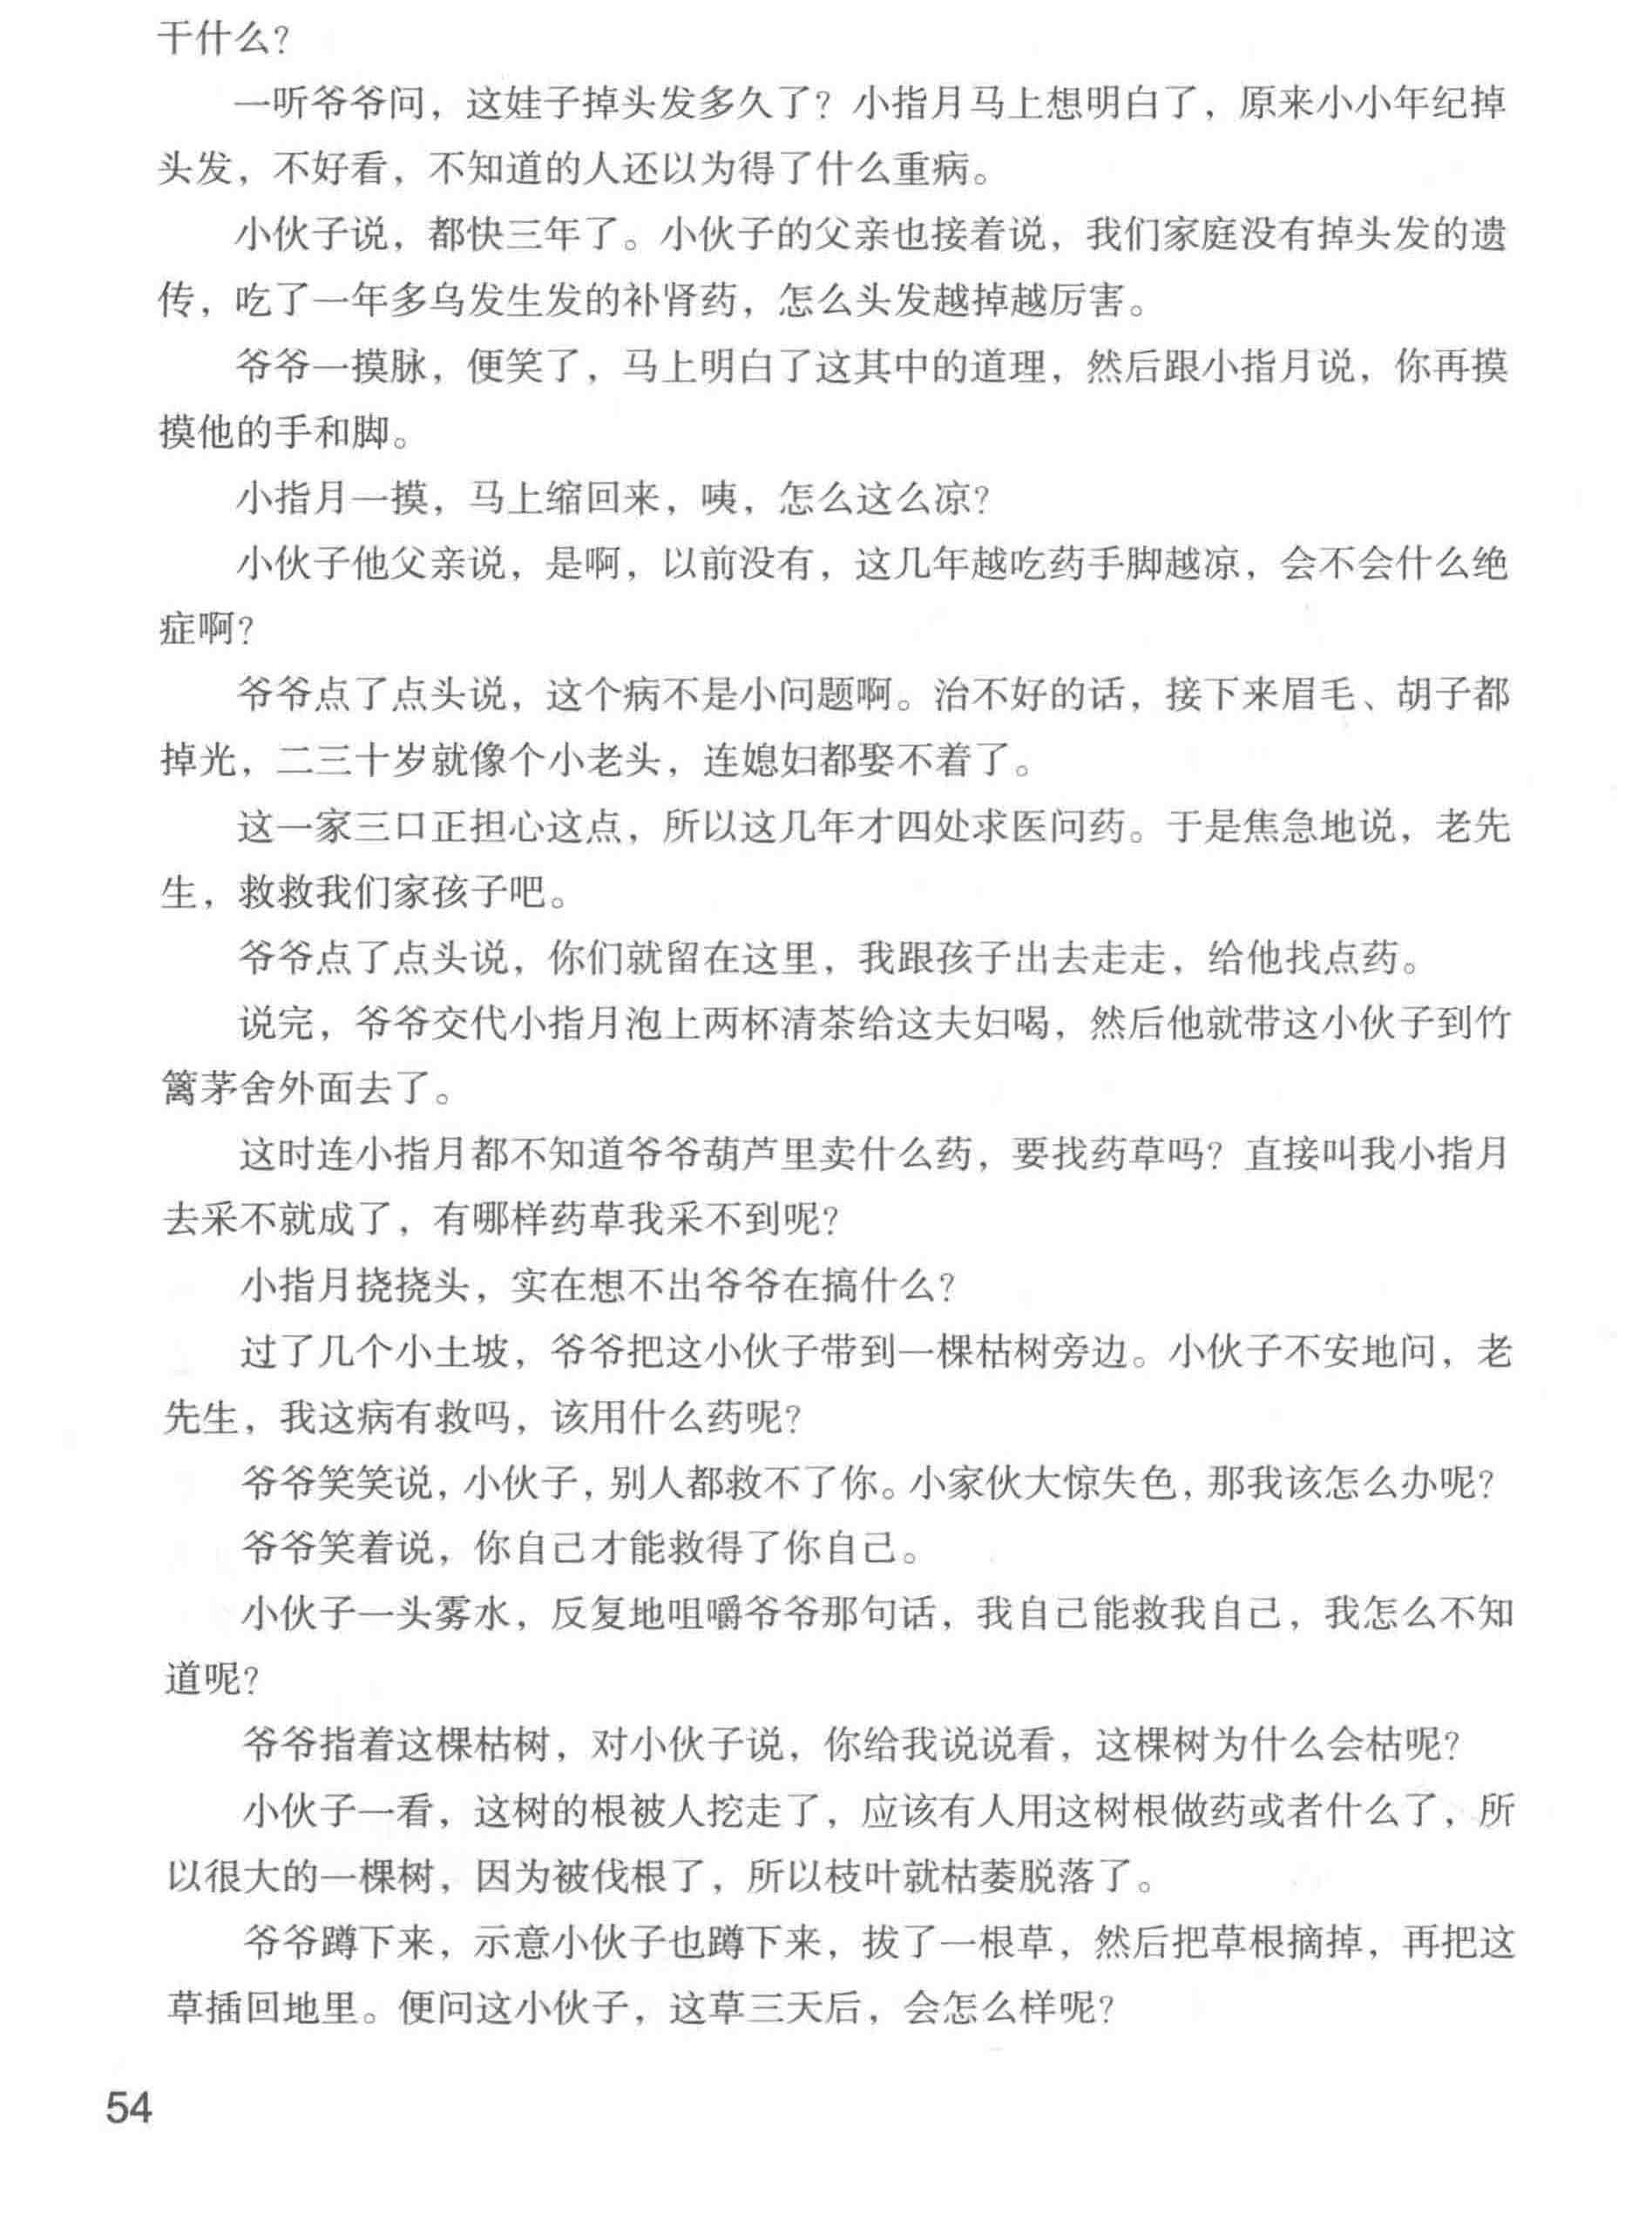 干什么？
一听爷爷问，这娃子掉头发多久了？小指月马上想明白了，原来小小年纪掉
头发，不好看，不知道的人还以为得了什么重病。
小伙子说，都快三年了。小伙子的父亲也接着说，我们家庭没有掉头发的遗
传，吃了一年多乌发生发的补肾药，怎么头发越掉越厉害。
爷爷一摸脉，便笑了，马上明白了这其中的道理，然后跟小指月说，你再摸
摸他的手和脚。
小指月一摸，马上缩回来，咦，怎么这么凉？
小伙子他父亲说，是啊，以前没有，这几年越吃药手脚越凉，会不会什么绝
症啊？
爷爷点了点头说，这个病不是小问题啊。治不好的话，接下来眉毛、胡子都
掉光，二三十岁就像个小老头，连媳妇都娶不着了。
这一家三口正担心这点，所以这几年才四处求医问药。于是焦急地说，老先
生，救救我们家孩子吧。
爷爷点了点头说，你们就留在这里，我跟孩子出去走走，给他找点药。
说完，爷爷交代小指月泡上两杯清茶给这夫妇喝，然后他就带这小伙子到竹
篱茅舍外面去了。
这时连小指月都不知道爷爷葫芦里卖什么药，要找药草吗？直接叫我小指月
去采不就成了，有哪样药草我采不到呢？
小指月挠挠头，实在想不出爷爷在搞什么？
过了几个小土坡，爷爷把这小伙子带到一棵枯树旁边。小伙子不安地问，老
先生，我这病有救吗，该用什么药呢？
爷爷笑笑说，小伙子，别人都救不了你。小家伙大惊失色，那我该怎么办呢？
爷爷笑着说，你自己才能救得了你自己。
小伙子一头雾水，反复地咀嚼爷爷那句话，我自己能救我自己，我怎么不知
道呢？
爷爷指着这棵枯树，对小伙子说，你给我说说看，这棵树为什么会枯呢？
小伙子一看，这树的根被人挖走了，应该有人用这树根做药或者什么了，所
以很大的一棵树，因为被伐根了，所以枝叶就枯萎脱落了。
爷爷蹲下来，示意小伙子也蹲下来，拔了一根草，然后把草根摘掉，再把这
草插回地里。便问这小伙子，这草三天后，会怎么样呢？
54